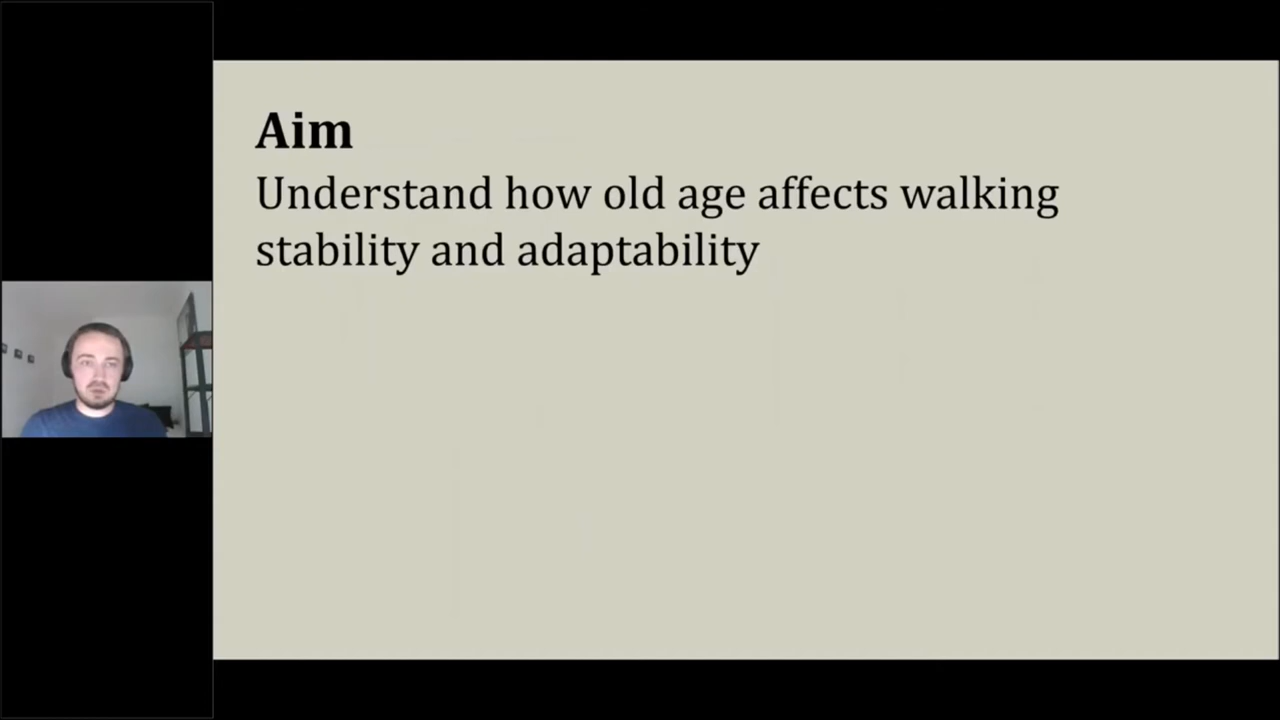 Aim
Understand how old age affects walking
stability and adaptability